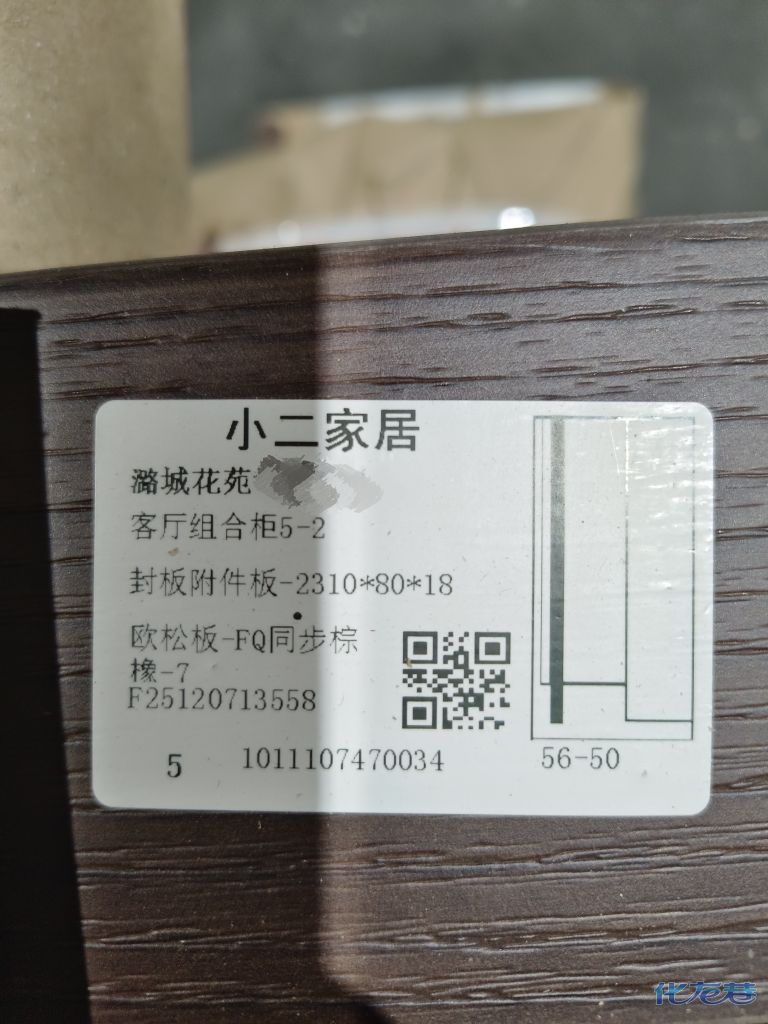 小二家居
潞城花苑
客厅组合柜5-2
封板附件板-2310*80*18
欧松板-FQ同步棕
橡-7
F25120713558
5 1011107470034 56-50
化龙巷